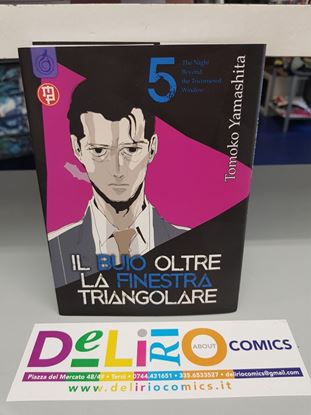 5
The Night
Beyond
the Tricornered
Window
Tomoko Yamashita
IL BUIO OLTRE
LA FINESTRA
TRIANGOLARE
DeLiRiO
ABOUT
COMICS
Piazza del Mercato 48/49 • Terni • 0744.431651 • 335.6533527 • deliriocomics@gmail.com
www.deliriocomics.it